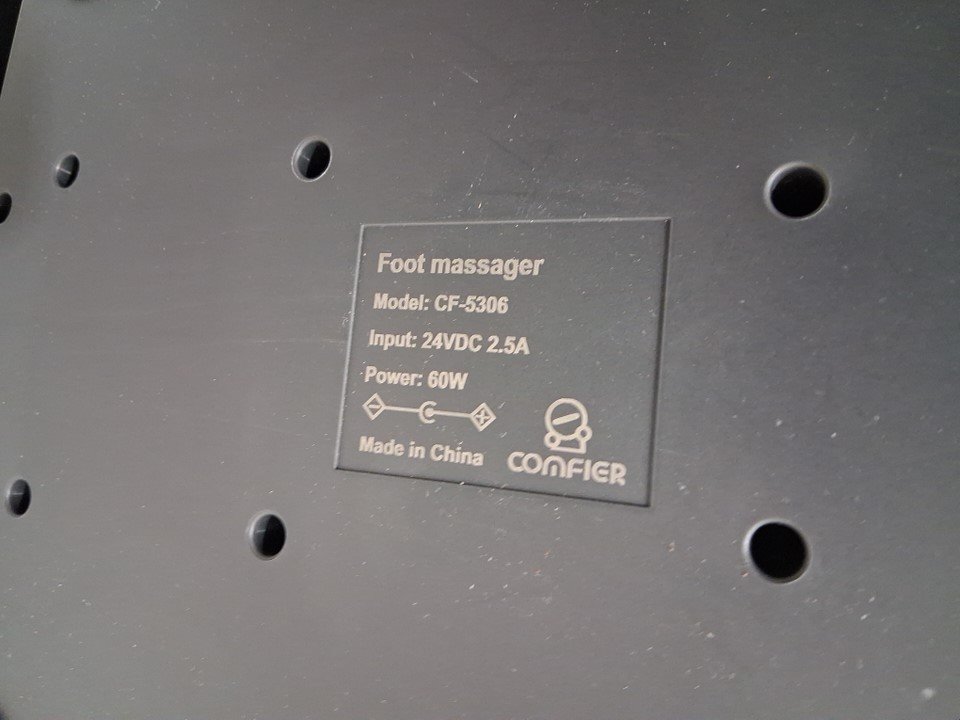 Foot massager
Model: CF-5306
Input: 24VDC 2.5A
Power: 60W
Made in China
COMFIER